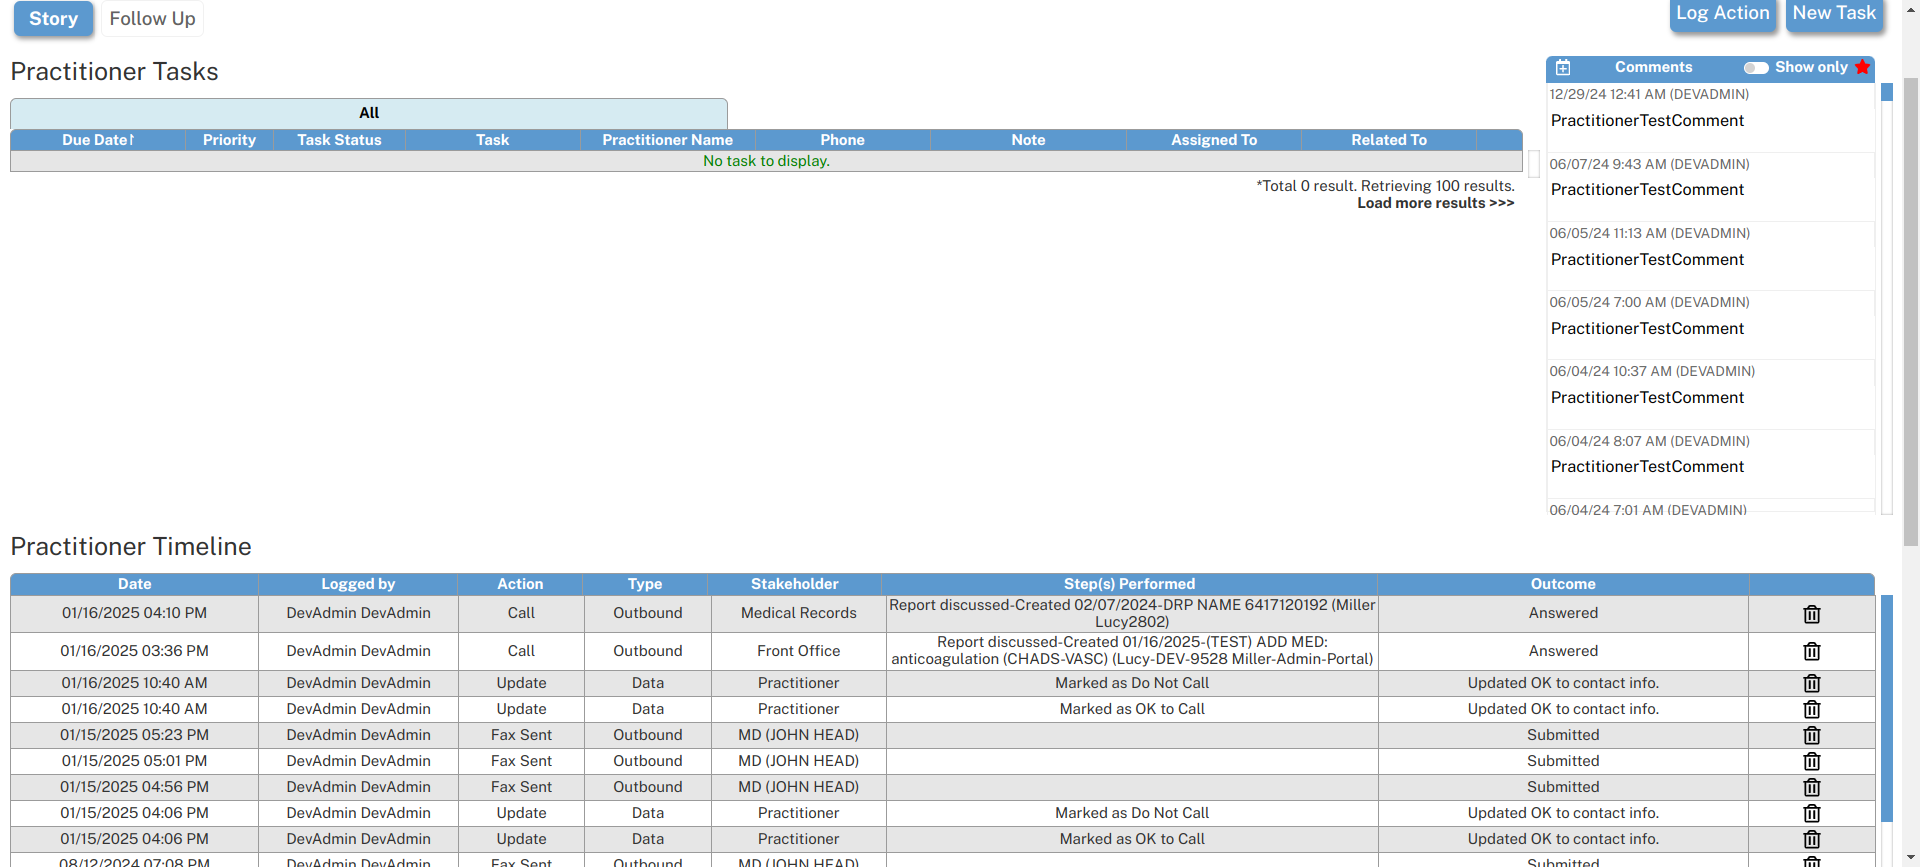 Story Follow Up Log Action New Task
Practitioner Tasks
Comments Show only
All
Due Date↑ Priority Task Status Task Practitioner Name Phone Note Assigned To Related To
No task to display.
*Total 0 result. Retrieving 100 results.
Load more results >>>
12/29/24 12:41 AM (DEVADMIN)
PractitionerTestComment
06/07/24 9:43 AM (DEVADMIN)
PractitionerTestComment
06/05/24 11:13 AM (DEVADMIN)
PractitionerTestComment
06/05/24 7:00 AM (DEVADMIN)
PractitionerTestComment
06/04/24 10:37 AM (DEVADMIN)
PractitionerTestComment
06/04/24 8:07 AM (DEVADMIN)
PractitionerTestComment
06/04/24 7:01 AM (DEVADMIN)
Practitioner Timeline
Date Logged by Action Type Stakeholder Step(s) Performed Outcome
01/16/2025 04:10 PM DevAdmin DevAdmin Call Outbound Medical Records Report discussed-Created 02/07/2024-DRP NAME 6417120192 (Miller
Lucy2802) Answered
01/16/2025 03:36 PM DevAdmin DevAdmin Call Outbound Front Office Report discussed-Created 01/16/2025-(TEST) ADD MED:
anticoagulation (CHADS-VASC) (Lucy-DEV-9528 Miller-Admin-Portal) Answered
01/16/2025 10:40 AM DevAdmin DevAdmin Update Data Practitioner Marked as Do Not Call Updated OK to contact info.
01/16/2025 10:40 AM DevAdmin DevAdmin Update Data Practitioner Marked as OK to Call Updated OK to contact info.
01/15/2025 05:23 PM DevAdmin DevAdmin Fax Sent Outbound MD (JOHN HEAD) Submitted
01/15/2025 05:01 PM DevAdmin DevAdmin Fax Sent Outbound MD (JOHN HEAD) Submitted
01/15/2025 04:56 PM DevAdmin DevAdmin Fax Sent Outbound MD (JOHN HEAD) Submitted
01/15/2025 04:06 PM DevAdmin DevAdmin Update Data Practitioner Marked as Do Not Call Updated OK to contact info.
01/15/2025 04:06 PM DevAdmin DevAdmin Update Data Practitioner Marked as OK to Call Updated OK to contact info.
08/12/2024 07:08 PM DevAdmin DevAdmin Fax Sent Outbound MD (JOHN HEAD) Submitted